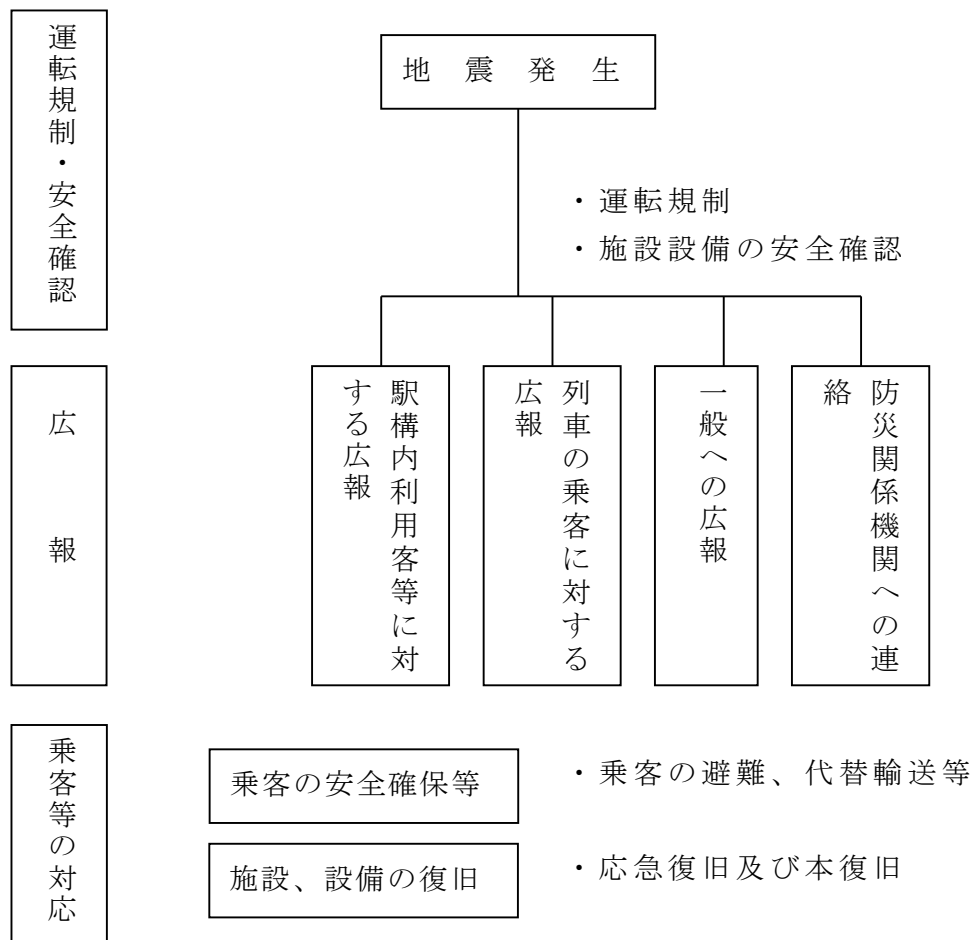 運転規制・安全確認
地震発生
・運転規制
・施設設備の安全確認
広報
駅構内利用客等に対
する広報
列車の乗客に対する
広報
一般への広報
防災関係機関への連
絡
乗客等の対応
乗客の安全確保等
・乗客の避難、代替輸送等
施設、設備の復旧
・応急復旧及び本復旧